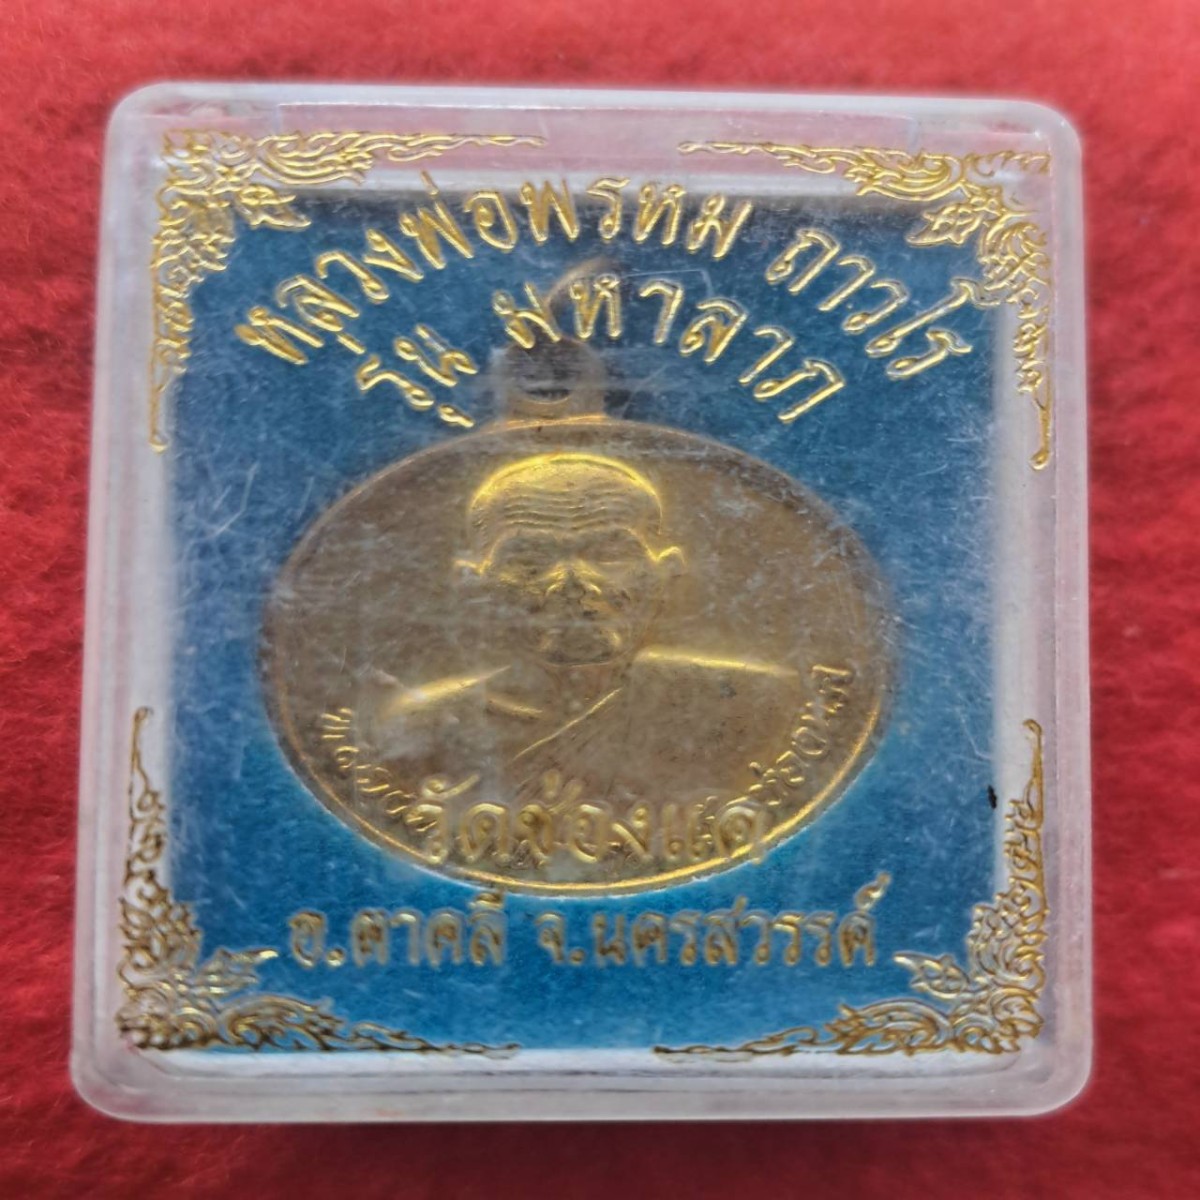 หลวงพ่อพรหม ถาวโร
รุ่น มหาลาภ
วัดช่องแค
อ.ตาคลี จ.นครสวรรค์